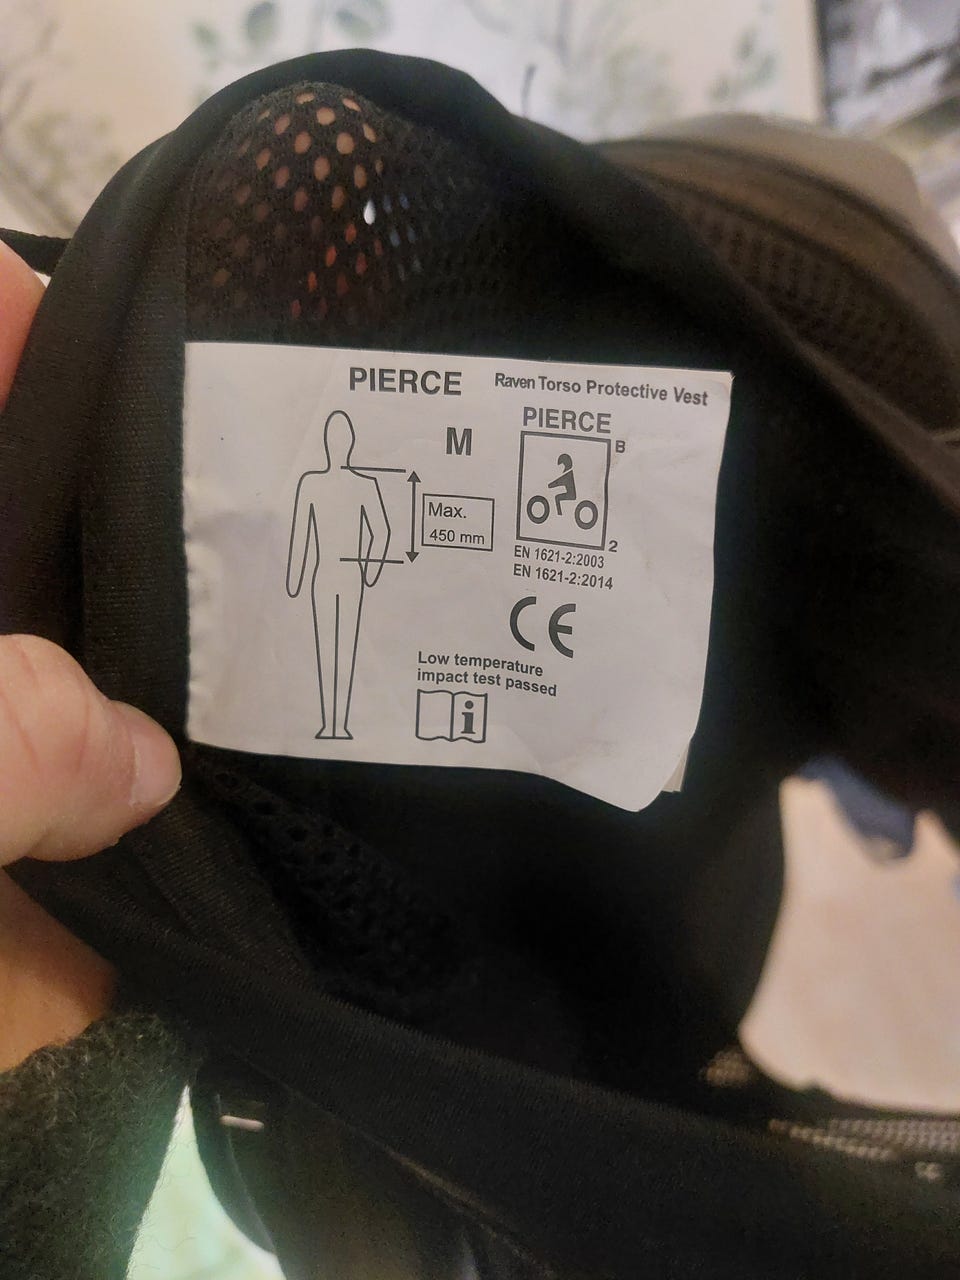 PIERCE
Raven Torso Protective Vest
M
PIERCE
B
2
Max.
450 mm
EN 1621-2:2003
EN 1621-2:2014
CE
Low temperature
impact test passed
i